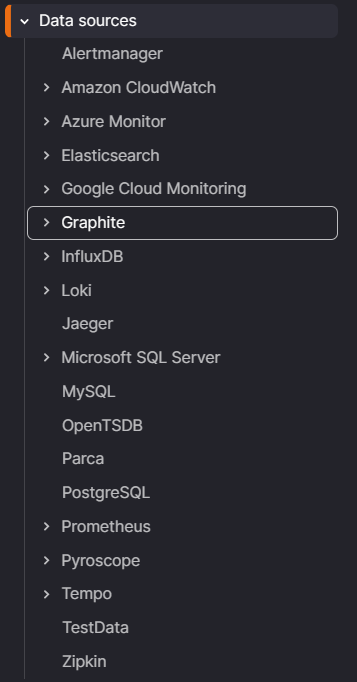 Data sources
Alertmanager
Amazon CloudWatch
Azure Monitor
Elasticsearch
Google Cloud Monitoring
Graphite
InfluxDB
Loki
Jaeger
Microsoft SQL Server
MySQL
OpenTSDB
Parca
PostgreSQL
Prometheus
Pyroscope
Tempo
TestData
Zipkin